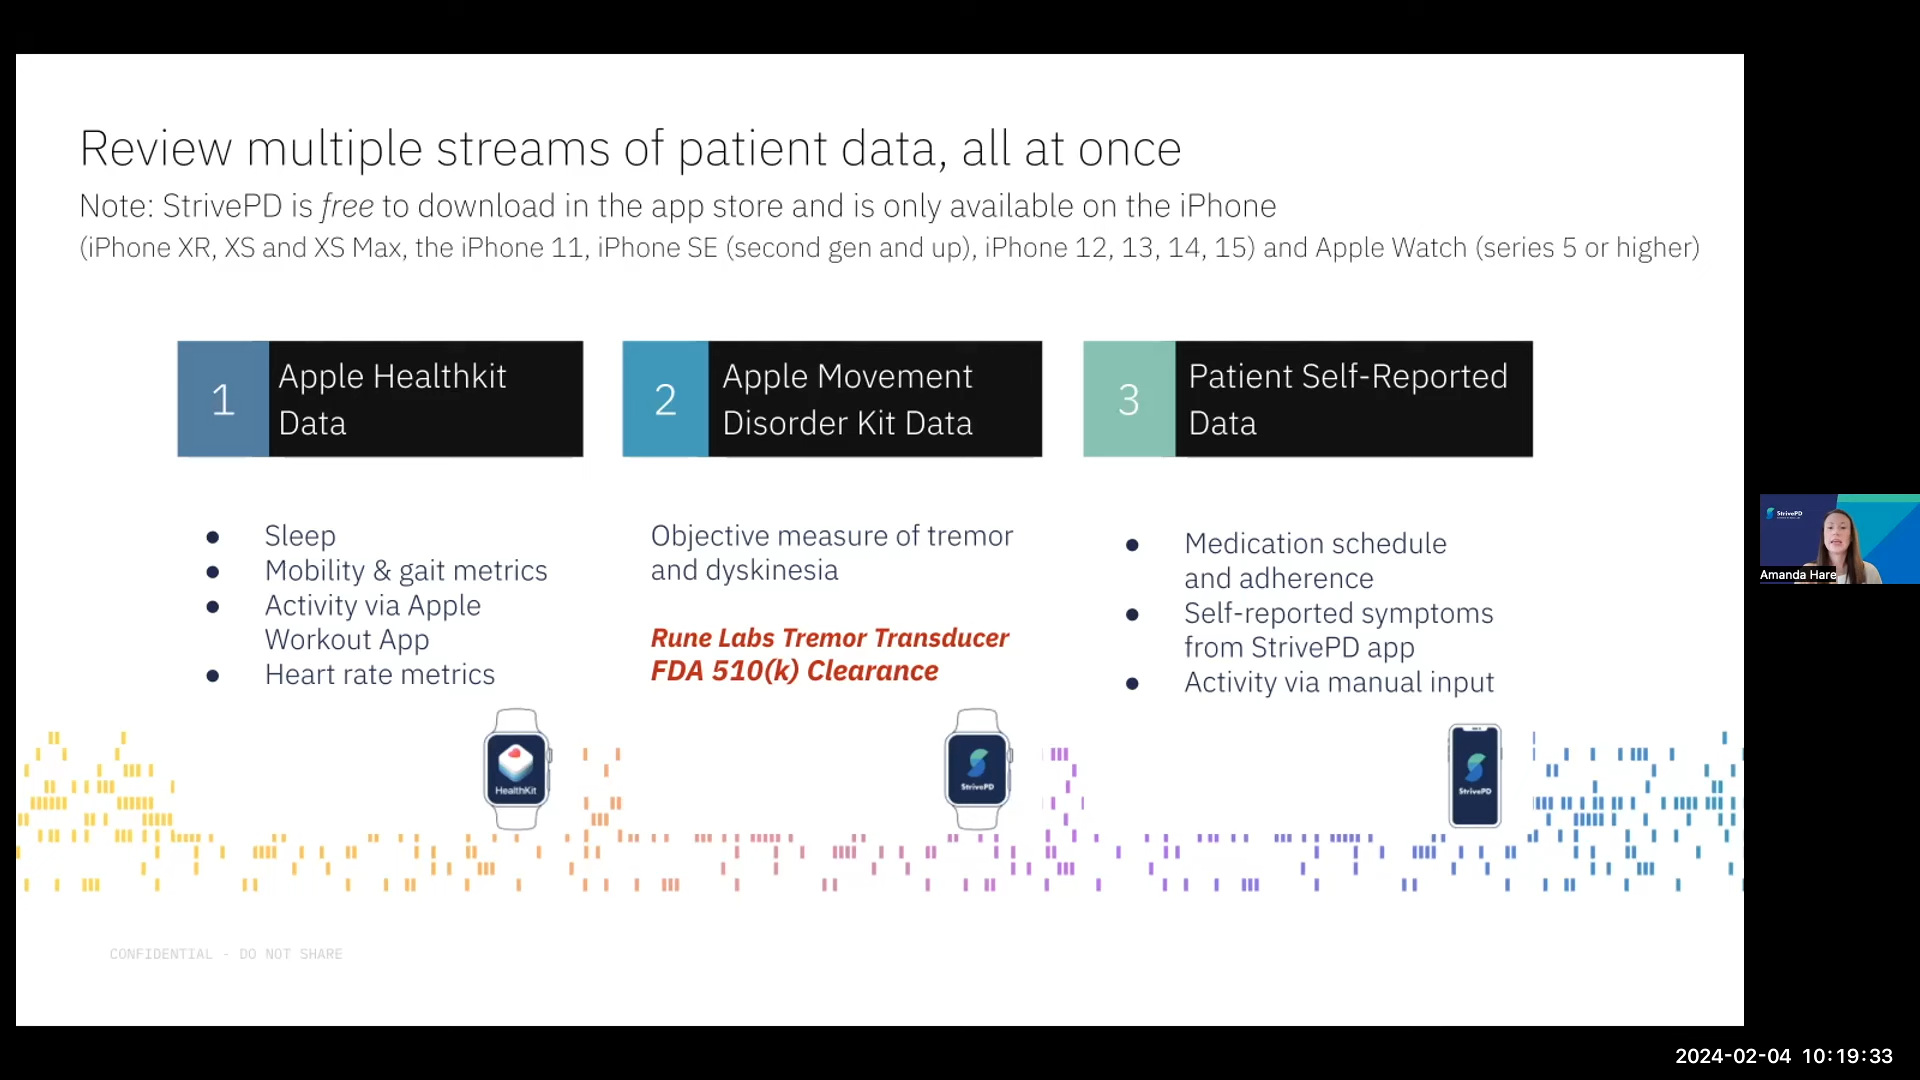 Review multiple streams of patient data, all at once
Note: StrivePD is free to download in the app store and is only available on the iPhone
(iPhone XR, XS and XS Max, the iPhone 11, iPhone SE (second gen and up), iPhone 12, 13, 14, 15) and Apple Watch (series 5 or higher)
1
Apple Healthkit
Data
2
Apple Movement
Disorder Kit Data
3
Patient Self-Reported
Data
● Sleep
● Mobility & gait metrics
● Activity via Apple
Workout App
● Heart rate metrics
Objective measure of tremor
and dyskinesia
Rune Labs Tremor Transducer
FDA 510(k) Clearance
● Medication schedule
and adherence
● Self-reported symptoms
from StrivePD app
● Activity via manual input
HealthKit
StrivePD
StrivePD
CONFIDENTIAL - DO NOT SHARE
StrivePD
Amanda Hare
2024-02-04 10:19:33